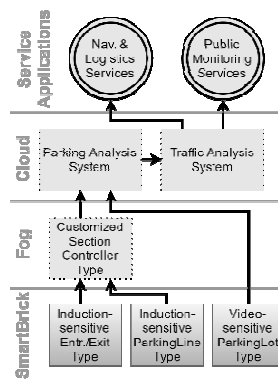 Service
Applications
Nav. &
Logistics
Services
Public
Monitoring
Services
Cloud
Parking Analysis
System
Traffic Analysis
System
Fog
Customized
Section
Controller
Type
SmartBrick
Induction-
sensitive
Entr./Exit
Type
Induction-
sensitive
ParkingLine
Type
Video-
sensitive
ParkingLot
Type